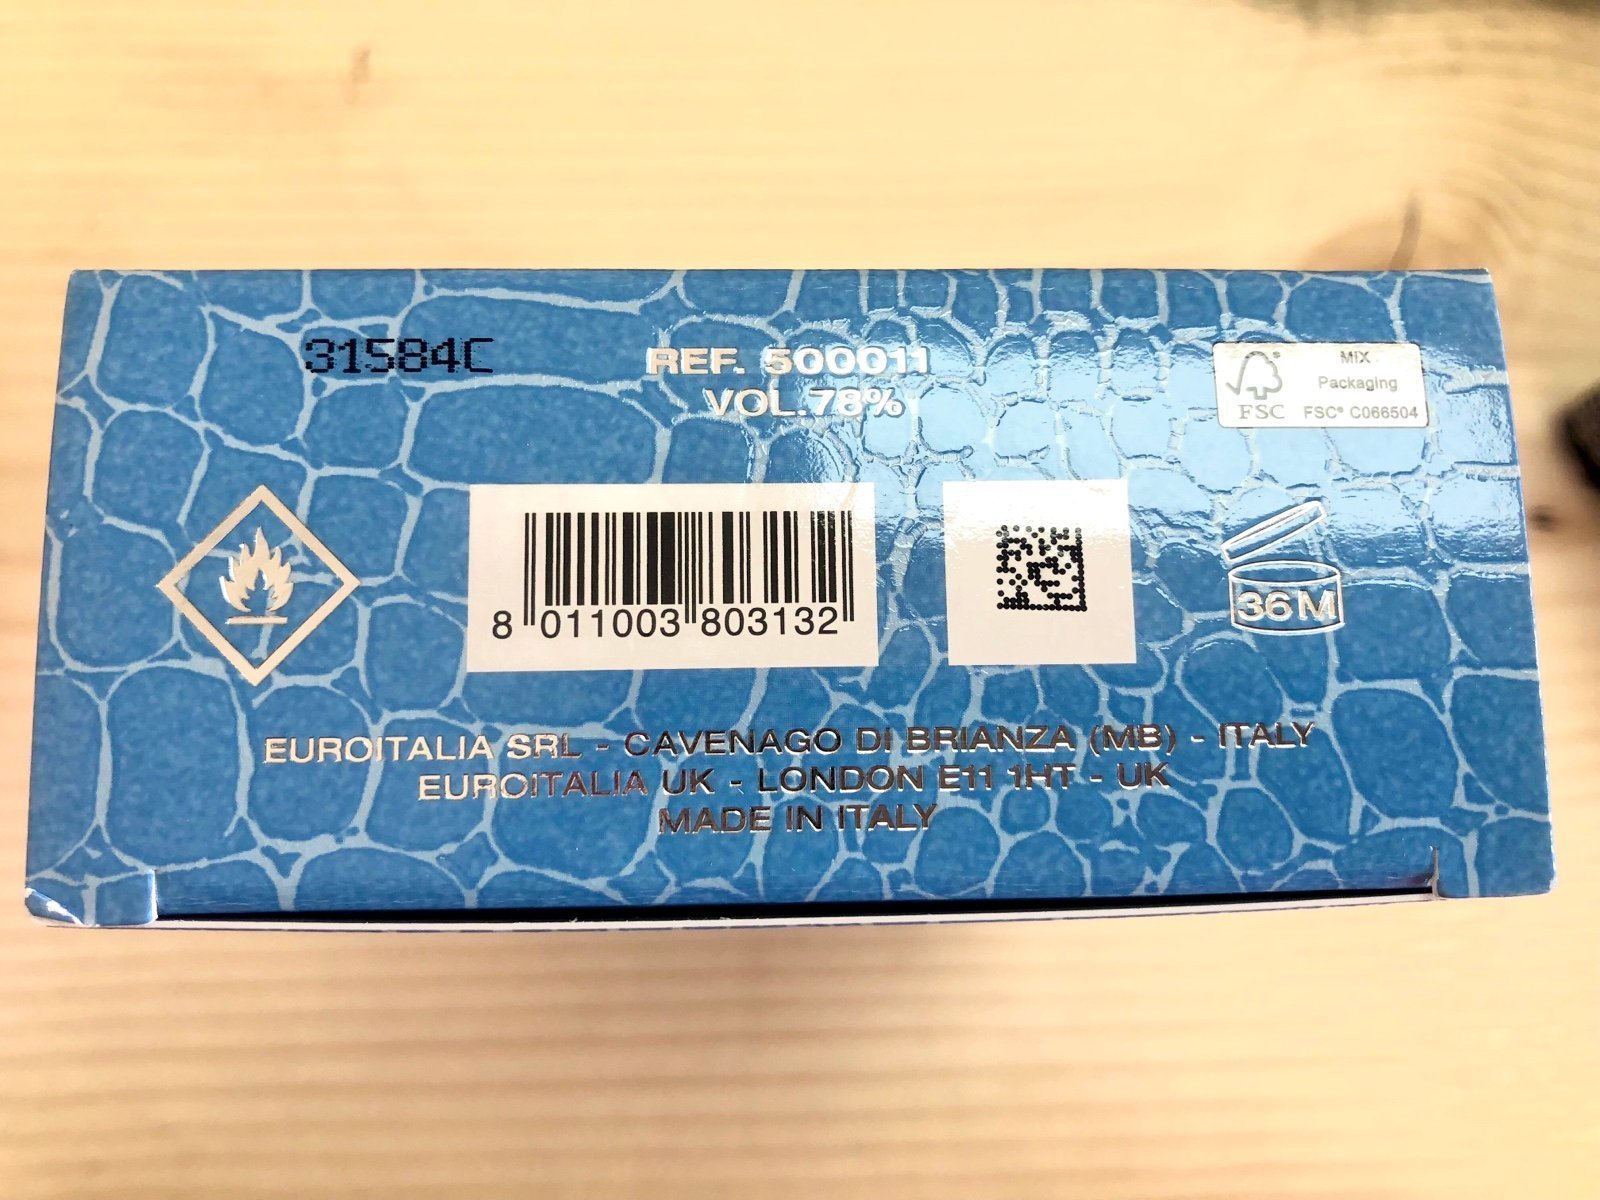 31584C
REF. 500011
VOL.78%
MIX
Packaging
FSC® C066504
FSC
8 011003 803132
36 M
EUROITALIA SRL - CAVENAGO DI BRIANZA (MB) - ITALY
EUROITALIA UK - LONDON E11 1HT - UK
MADE IN ITALY